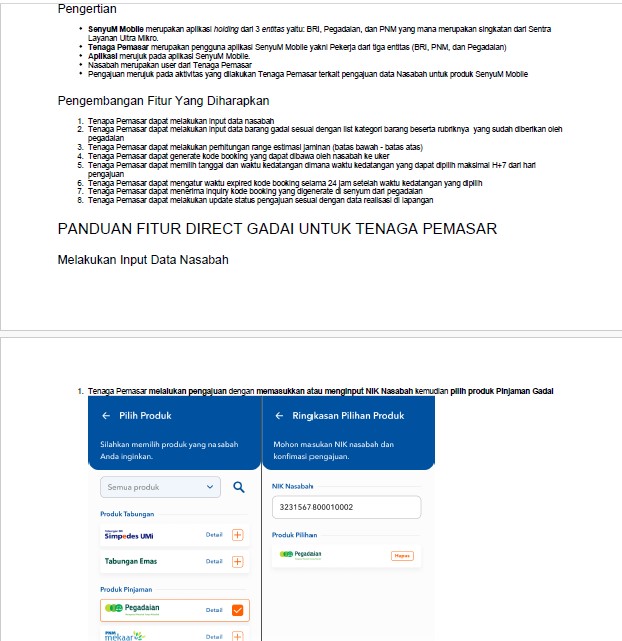 Pengertian
• SenyuM Mobile merupakan aplikasi holding dari 3 entitas yaitu: BRI, Pegadaian, dan PNM yang mana merupakan singkatan dari Sentra
Layanan Ultra Mikro.
• Tenaga Pemasar merupakan pengguna aplikasi SenyuM Mobile yakni Pekerja dari tiga entitas (BRI, PNM, dan Pegadaian)
• Aplikasi merujuk pada aplikasi SenyuM Mobile.
• Nasabah merupakan user dari Tenaga Pemasar
• Pengajuan merujuk pada aktivitas yang dilakukan Tenaga Pemasar terkait pengajuan data Nasabah untuk produk SenyuM Mobile
Pengembangan Fitur Yang Diharapkan
1. Tenapa Pemasar dapat melakukan input data nasabah
2. Tenaga Pemasar dapat melakukan input data barang gadai sesuai dengan list kategori barang beserta rubriknya yang sudah diberikan oleh
pegadaian
3. Tenaga Pemasar dapat melakukan perhitungan range estimasi jaminan (batas bawah - batas atas)
4. Tenaga Pemasar dapat generate kode booking yang dapat dibawa oleh nasabah ke uker
5. Tenaga Pemasar dapat memilih tanggal dan waktu kedatangan dimana waktu kedatangan yang dapat dipilih maksimal H+7 dari hari
pengajuan
6. Tenaga Pemasar dapat mengatur waktu expired kode booking selama 24 jam setelah waktu kedatangan yang dipilih
7. Tenaga Pemasar dapat menerima inquiry kode booking yang digenerate di senyum dari pegadaian
8. Tenaga Pemasar dapat melakukan update status pengajuan sesuai dengan data realisasi di lapangan
PANDUAN FITUR DIRECT GADAI UNTUK TENAGA PEMASAR
Melakukan Input Data Nasabah
1. Tenaga Pemasar melalukan pengajuan dengan memasukkan atau menginput NIK Nasabah kemudian pilih produk Pinjaman Gadai
← Pilih Produk
Silahkan memilih produk yang nasabah
Anda inginkan.
Semua produk
Produk Tabungan
Simpedes UMi Detail +
Tabungan Emas Detail +
Produk Pinjaman
Pegadaian Detail
PNM
mekaar Detail +
← Ringkasan Pilihan Produk
Mohon masukan NIK nasabah dan
konfimasi pengajuan.
NIK Nasabah
3231567800010002
Produk Pilihan
Pegadaian Hapus